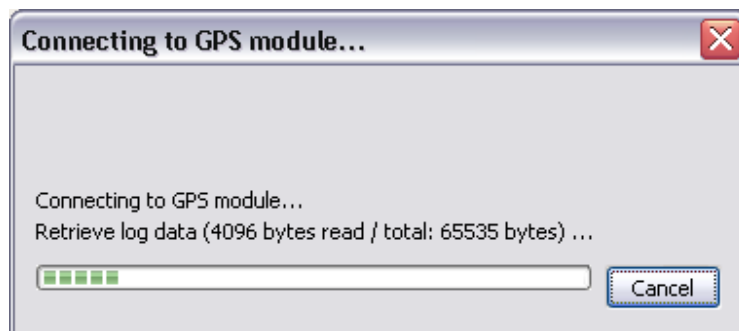 Connecting to GPS module...
Connecting to GPS module...
Retrieve log data (4096 bytes read / total: 65535 bytes) ...
Cancel